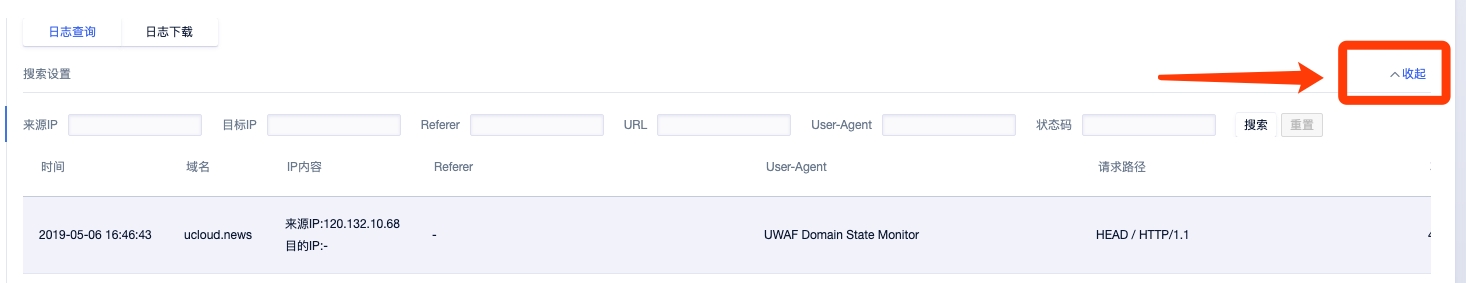 日志查询 日志下载
搜索设置 收起
来源IP 目标IP Referer URL User-Agent 状态码 搜索 重置
时间 域名 IP内容 Referer User-Agent 请求路径
来源IP:120.132.10.68
2019-05-06 16:46:43 ucloud.news - UWAF Domain State Monitor HEAD / HTTP/1.1
目的IP:-